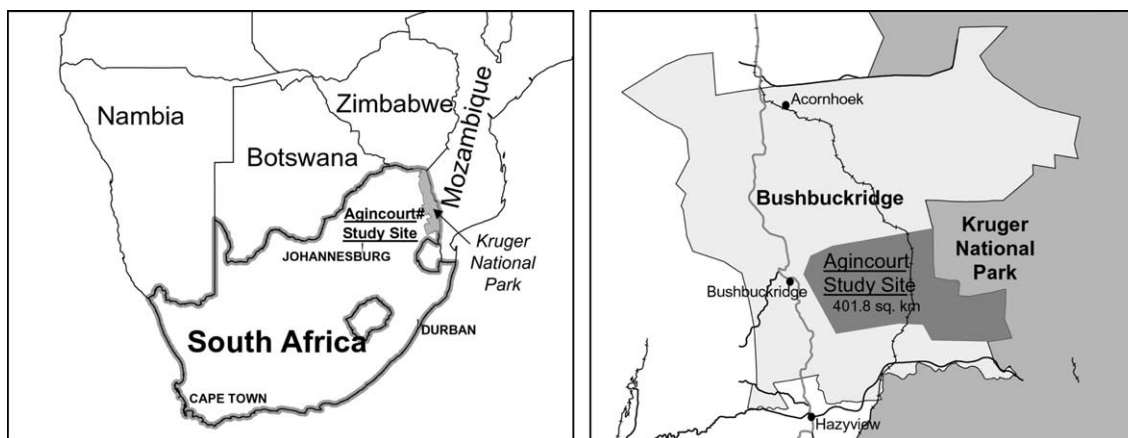 Nambia
Zimbabwe
Mozambique
Botswana
Agincourt#
Study Site
JOHANNESBURG
Kruger
National
Park
South Africa
DURBAN
CAPE TOWN
Acornhoek
Bushbuckridge
Kruger
National
Park
Agincourt
Study Site
401.8 sq. km
Bushbuckridge
Hazyview